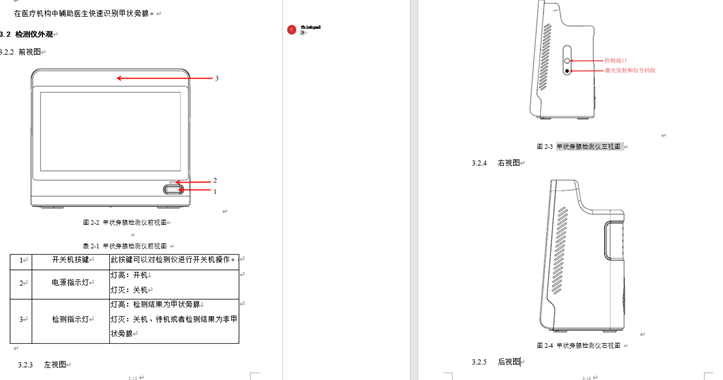 在医疗机构中辅助医生快速识别甲状旁腺。
3.2 检测仪外观
3.2.2 前视图
3
2
1
图 2-2 甲状旁腺检测仪前视图
表 2-1 甲状旁腺检测仪前视图
1 开关机按键 此按键可以对检测仪进行开关机操作。
2 电源指示灯 灯亮：开机
灯灭：关机
3 检测指示灯 灯亮：检测结果为甲状旁腺
灯灭：关机、待机或者检测结果为非甲
状旁腺
3.2.3 左视图
2-13
Thinkpad
控制接口
激光发射和信号回收
图 2-3 甲状旁腺检测仪左视图
3.2.4 右视图
图 2-4 甲状旁腺检测仪右视图
3.2.5 后视图